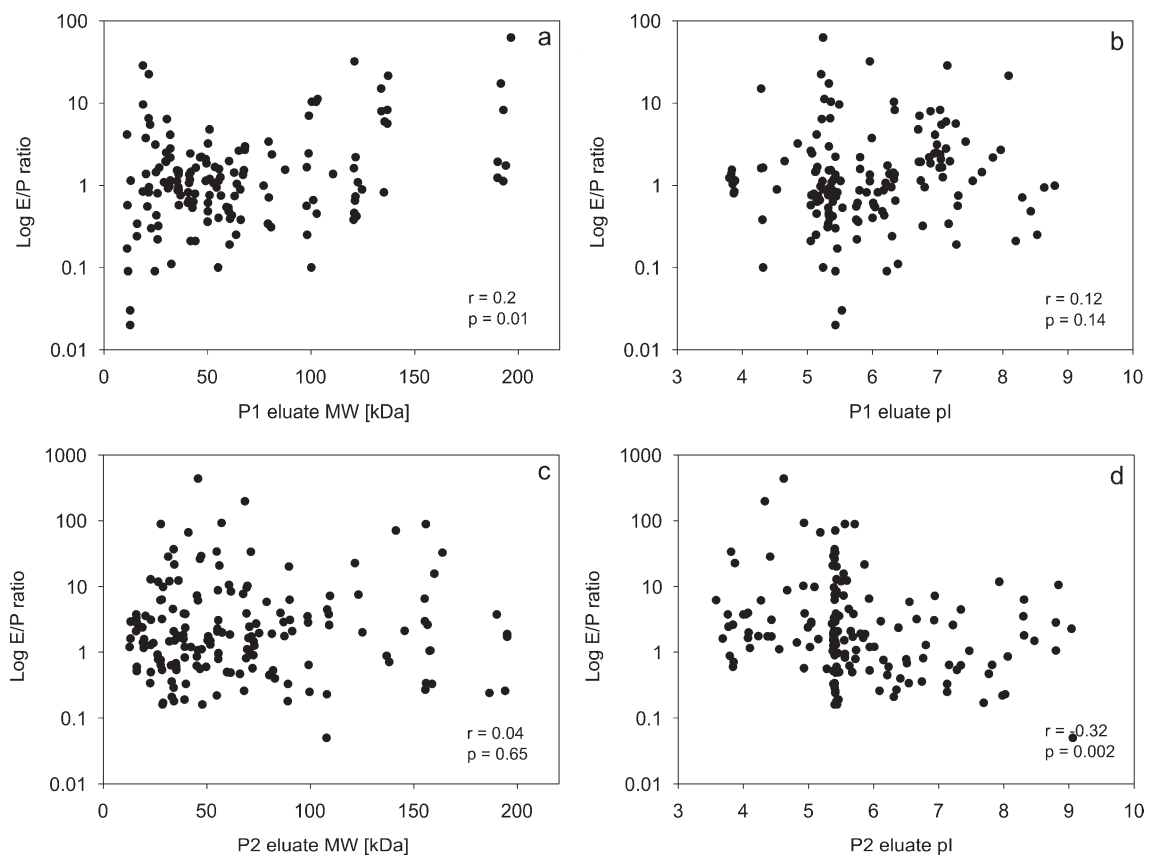 a
100
10
1
0.1
0.01
Log E/P ratio
r = 0.2
p = 0.01
0 50 100 150 200
P1 eluate MW [kDa]
b
100
10
1
0.1
0.01
Log E/P ratio
r = 0.12
p = 0.14
3 4 5 6 7 8 9 10
P1 eluate pI
c
1000
100
10
1
0.1
0.01
Log E/P ratio
r = 0.04
p = 0.65
0 50 100 150 200
P2 eluate MW [kDa]
d
1000
100
10
1
0.1
0.01
Log E/P ratio
r = -0.32
p = 0.002
3 4 5 6 7 8 9 10
P2 eluate pI